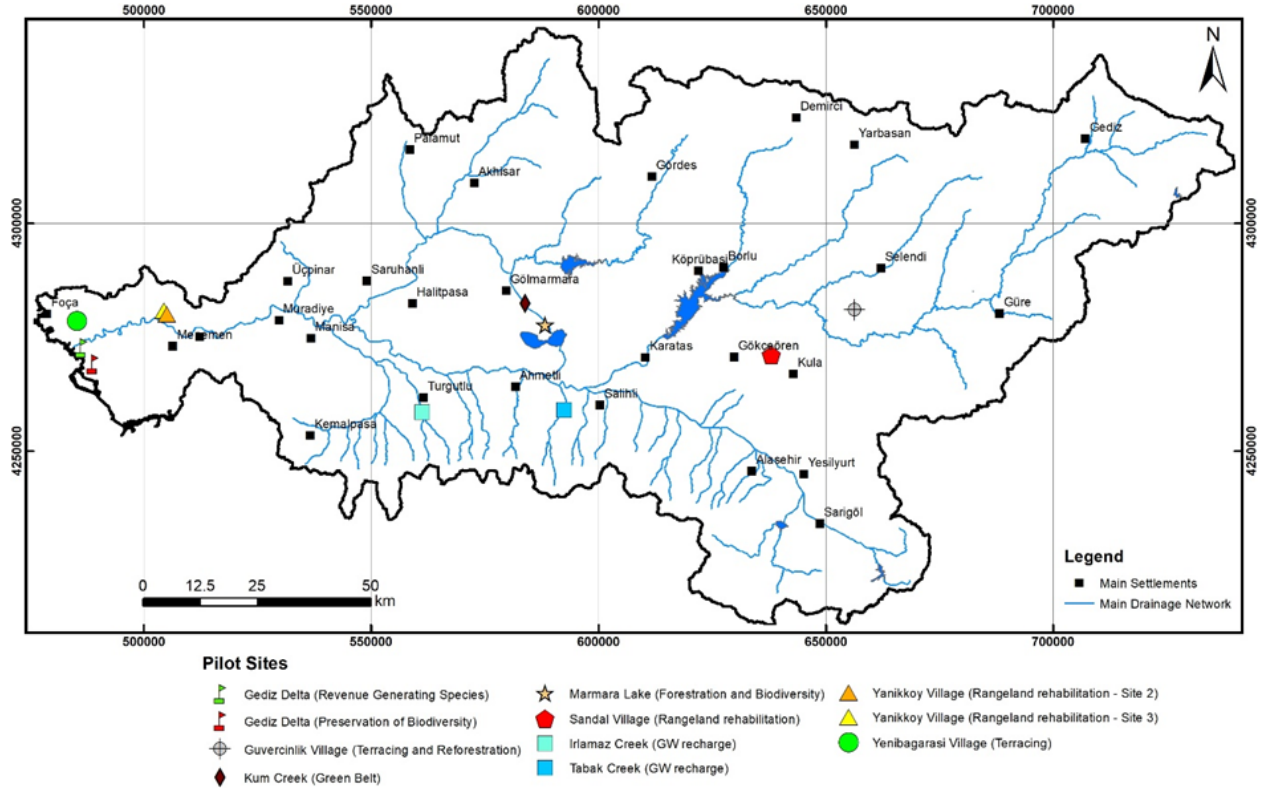 500000 550000 600000 650000 700000
N
Demirci
Gediz
Palamut
Yarbasan
Akhisar
Gördes
4300000 4300000
Üçpinar Saruhanli
Köprübaşi Borlu
Selendi
Gölmarmara
Halitpasa
Foça
Muradiye
Güre
Manisa
Menemen
Karatas
Gökçeören
Kula
Ahmetli
Turgutlu
Salihli
Kemalpasa
4250000 4250000
Alaşehir Yesilyurt
Sarigöl
Legend
Main Settlements
Main Drainage Network
0 12.5 25 50
km
500000 550000 600000 650000 700000
Pilot Sites
Gediz Delta (Revenue Generating Species)
Gediz Delta (Preservation of Biodiversity)
Guvercinlik Village (Terracing and Reforestration)
Kum Creek (Green Belt)
Marmara Lake (Forestration and Biodiversity)
Sandal Village (Rangeland rehabilitation)
Irlamaz Creek (GW recharge)
Tabak Creek (GW recharge)
Yanikkoy Village (Rangeland rehabilitation - Site 2)
Yanikkoy Village (Rangeland rehabilitation - Site 3)
Yenibagarasi Village (Terracing)